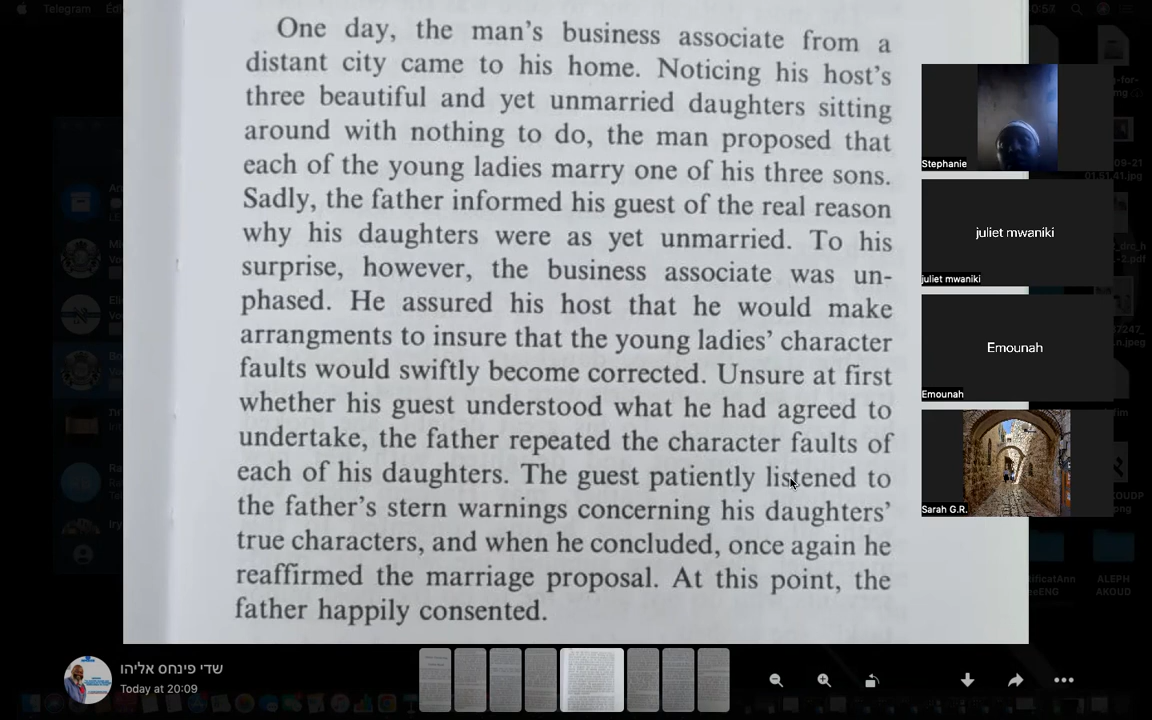 Telegram
One day, the man's business associate from a
distant city came to his home. Noticing his host's
three beautiful and yet unmarried daughters sitting
around with nothing to do, the man proposed that
each of the young ladies marry one of his three sons.
Sadly, the father informed his guest of the real reason
why his daughters were as yet unmarried. To his
surprise, however, the business associate was un-
phased. He assured his host that he would make
arrangments to insure that the young ladies' character
faults would swiftly become corrected. Unsure at first
whether his guest understood what he had agreed to
undertake, the father repeated the character faults of
each of his daughters. The guest patiently listened to
the father's stern warnings concerning his daughters'
true characters, and when he concluded, once again he
reaffirmed the marriage proposal. At this point, the
father happily consented.
Stephanie
juliet mwaniki
juliet mwaniki
Emounah
Emounah
Sarah G.R.
ALEPH
AKOUD
שדי פינחס אליהו
Today at 20:09